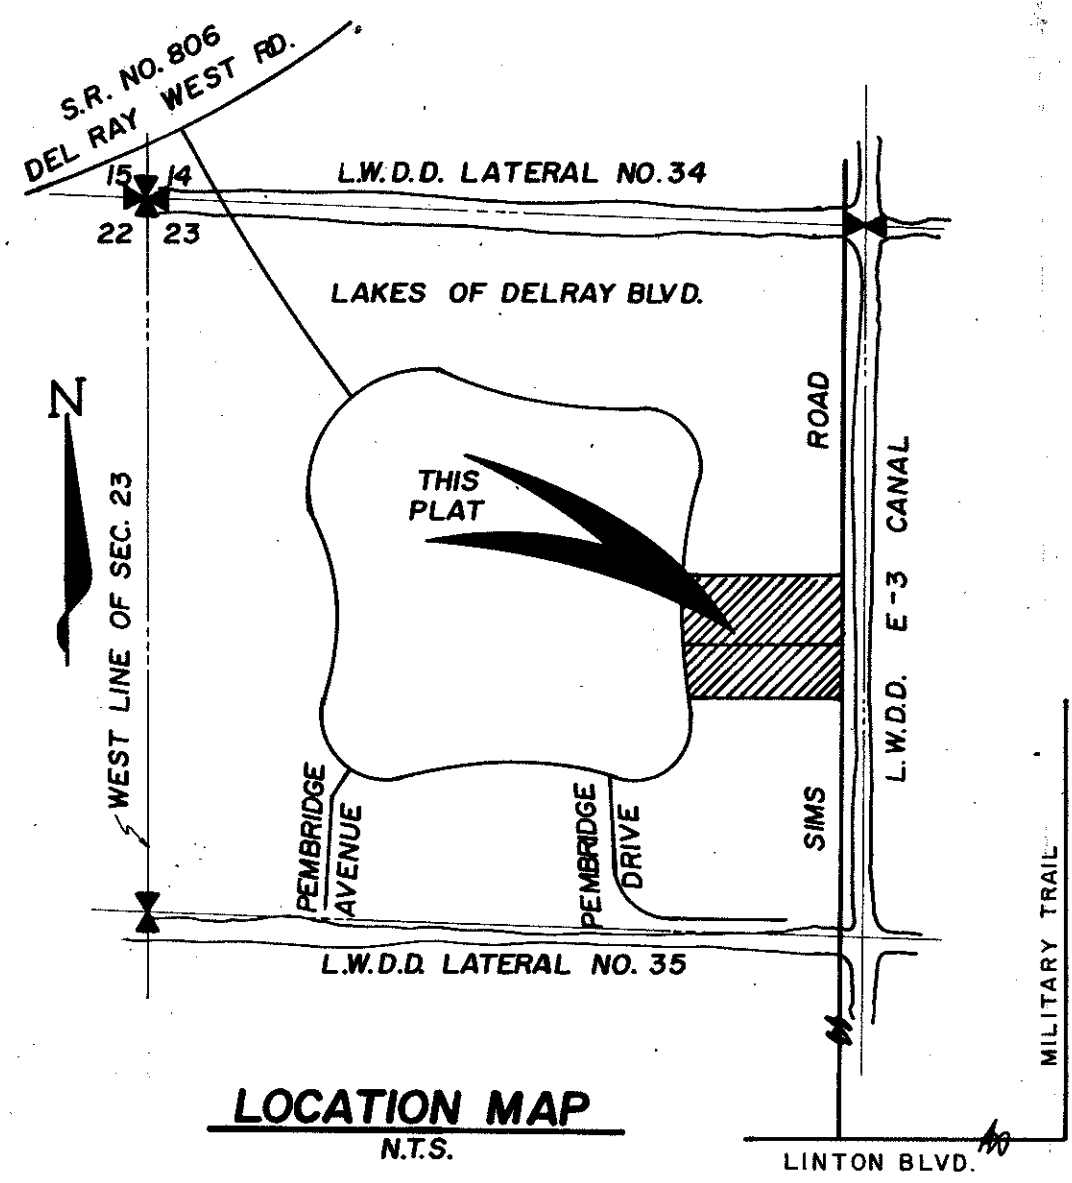 S.R. NO. 806
DEL RAY WEST RD.
15 14
22 23
L.W.D.D. LATERAL NO. 34
LAKES OF DELRAY BLVD.
N
WEST LINE OF SEC. 23
THIS
PLAT
ROAD
SIMS
L.W.D.D. E-3 CANAL
PEMBRIDGE
AVENUE
PEMBRIDGE
DRIVE
L.W.D.D. LATERAL NO. 35
MILITARY TRAIL
LOCATION MAP
N.T.S.
LINTON BLVD.